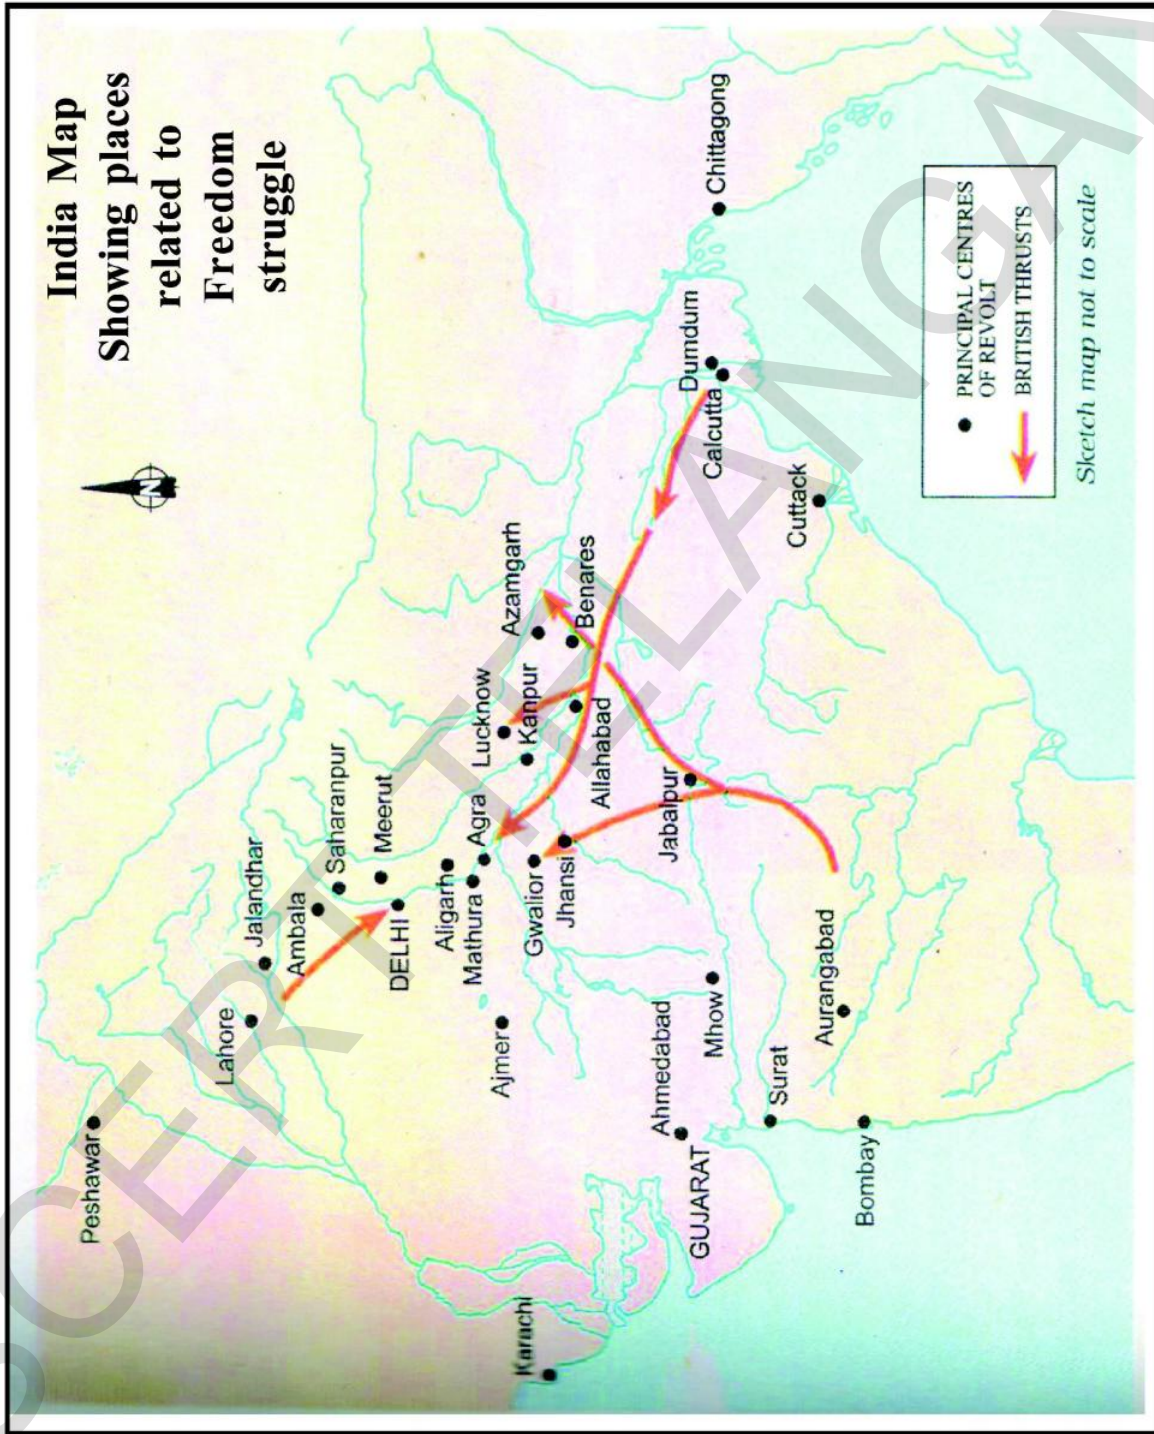 India Map
Showing places
related to
Freedom
struggle
N
Peshawar
Lahore
Jalandhar
Ambala
Saharanpur
Meerut
DELHI
Aligarh
Mathura
Agra
Ajmer
Gwalior
Jhansi
Lucknow
Kanpur
Allahabad
Azamgarh
Benares
Karachi
Ahmedabad
GUJARAT
Mhow
Jabalpur
Surat
Aurangabad
Bombay
Dumdum
Calcutta
Cuttack
Chittagong
PRINCIPAL CENTRES
OF REVOLT
BRITISH THRUSTS
Sketch map not to scale
SCERT TELANGAN